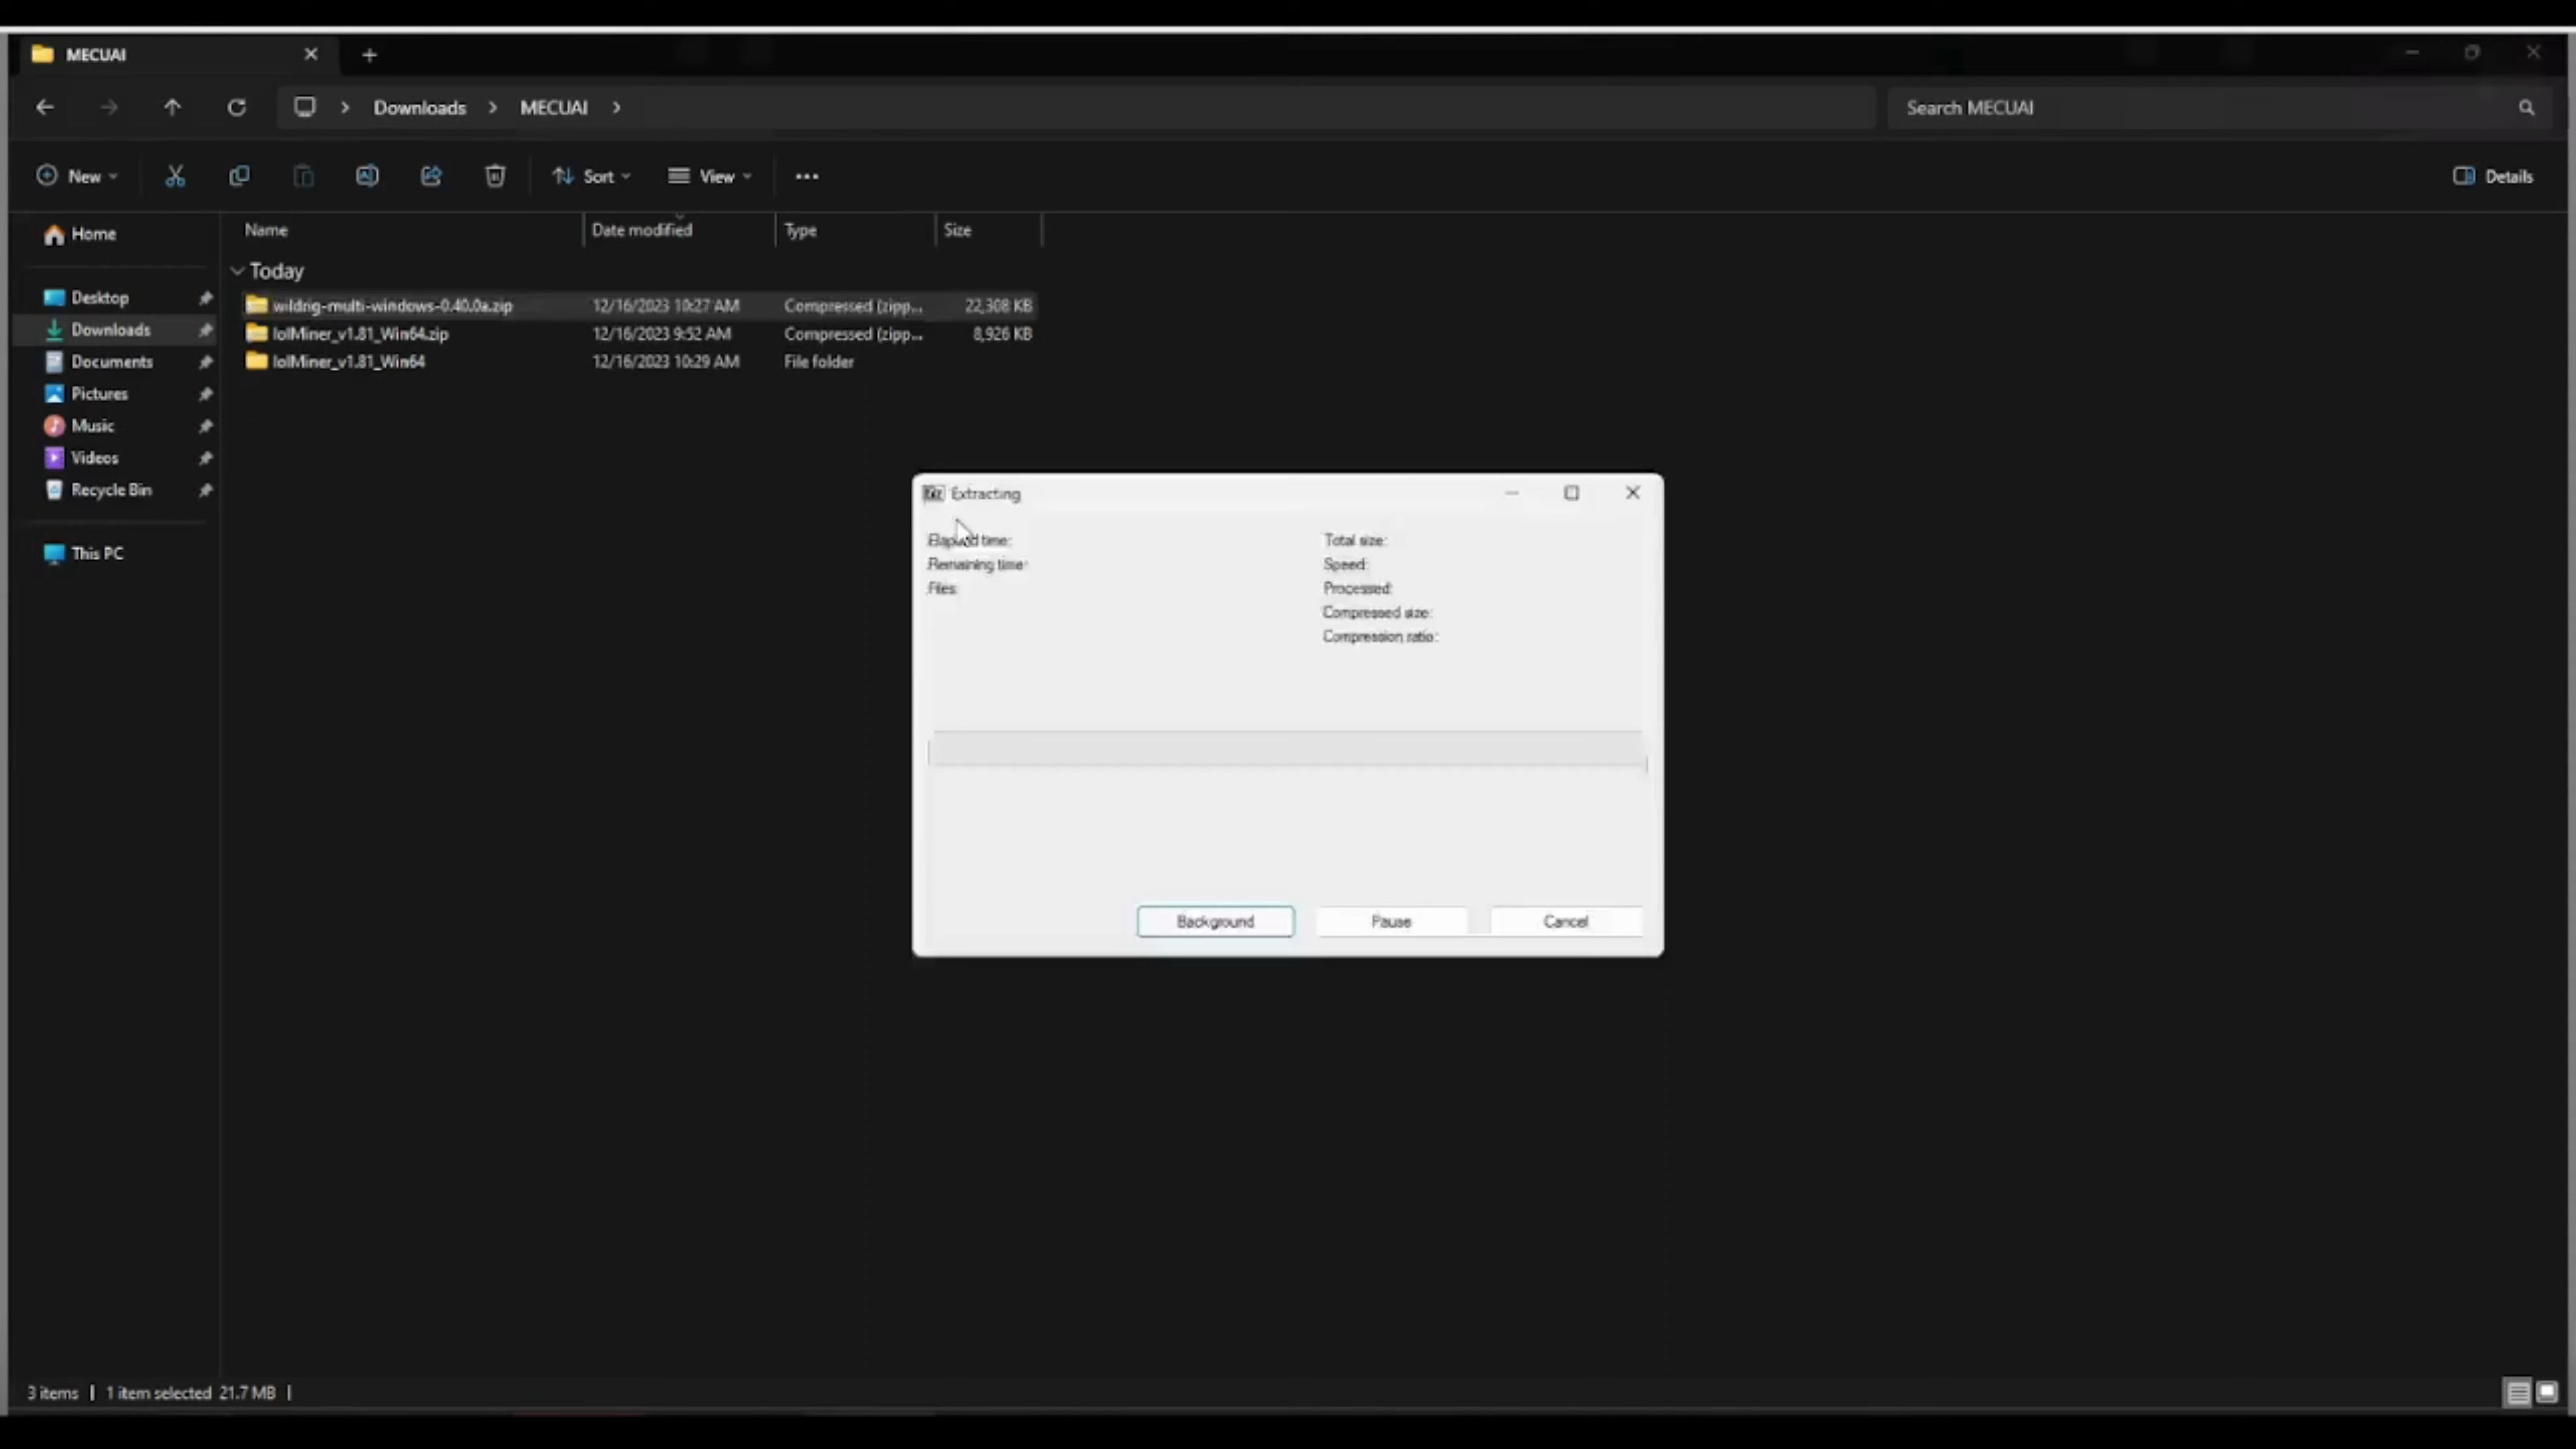 MECUAI
Downloads > MECUAI >
Search MECUAI
New
Sort
View
Details
Name Date modified Type Size
Home
Today
Desktop
Downloads
Documents
Pictures
Music
Videos
Recycle Bin
This PC
wildrig-multi-windows-0.40.0a.zip 12/16/2023 10:27 AM Compressed (zipp... 22,308 KB
lolMiner_v1.81_Win64.zip 12/16/2023 9:52 AM Compressed (zipp... 8,926 KB
lolMiner_v1.81_Win64 12/16/2023 10:29 AM File folder
Extracting
Elapsed time:
Remaining time:
Files:
Total size:
Speed:
Processed:
Compressed size:
Compression ratio:
Background
Pause
Cancel
3 items | 1 item selected 21.7 MB |